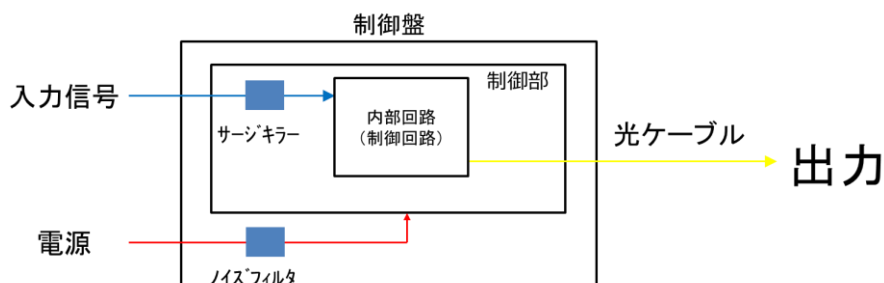 制御盤
制御部
入力信号
サージキラー
内部回路
(制御回路)
光ケーブル
出力
電源
ノイズフィルタ